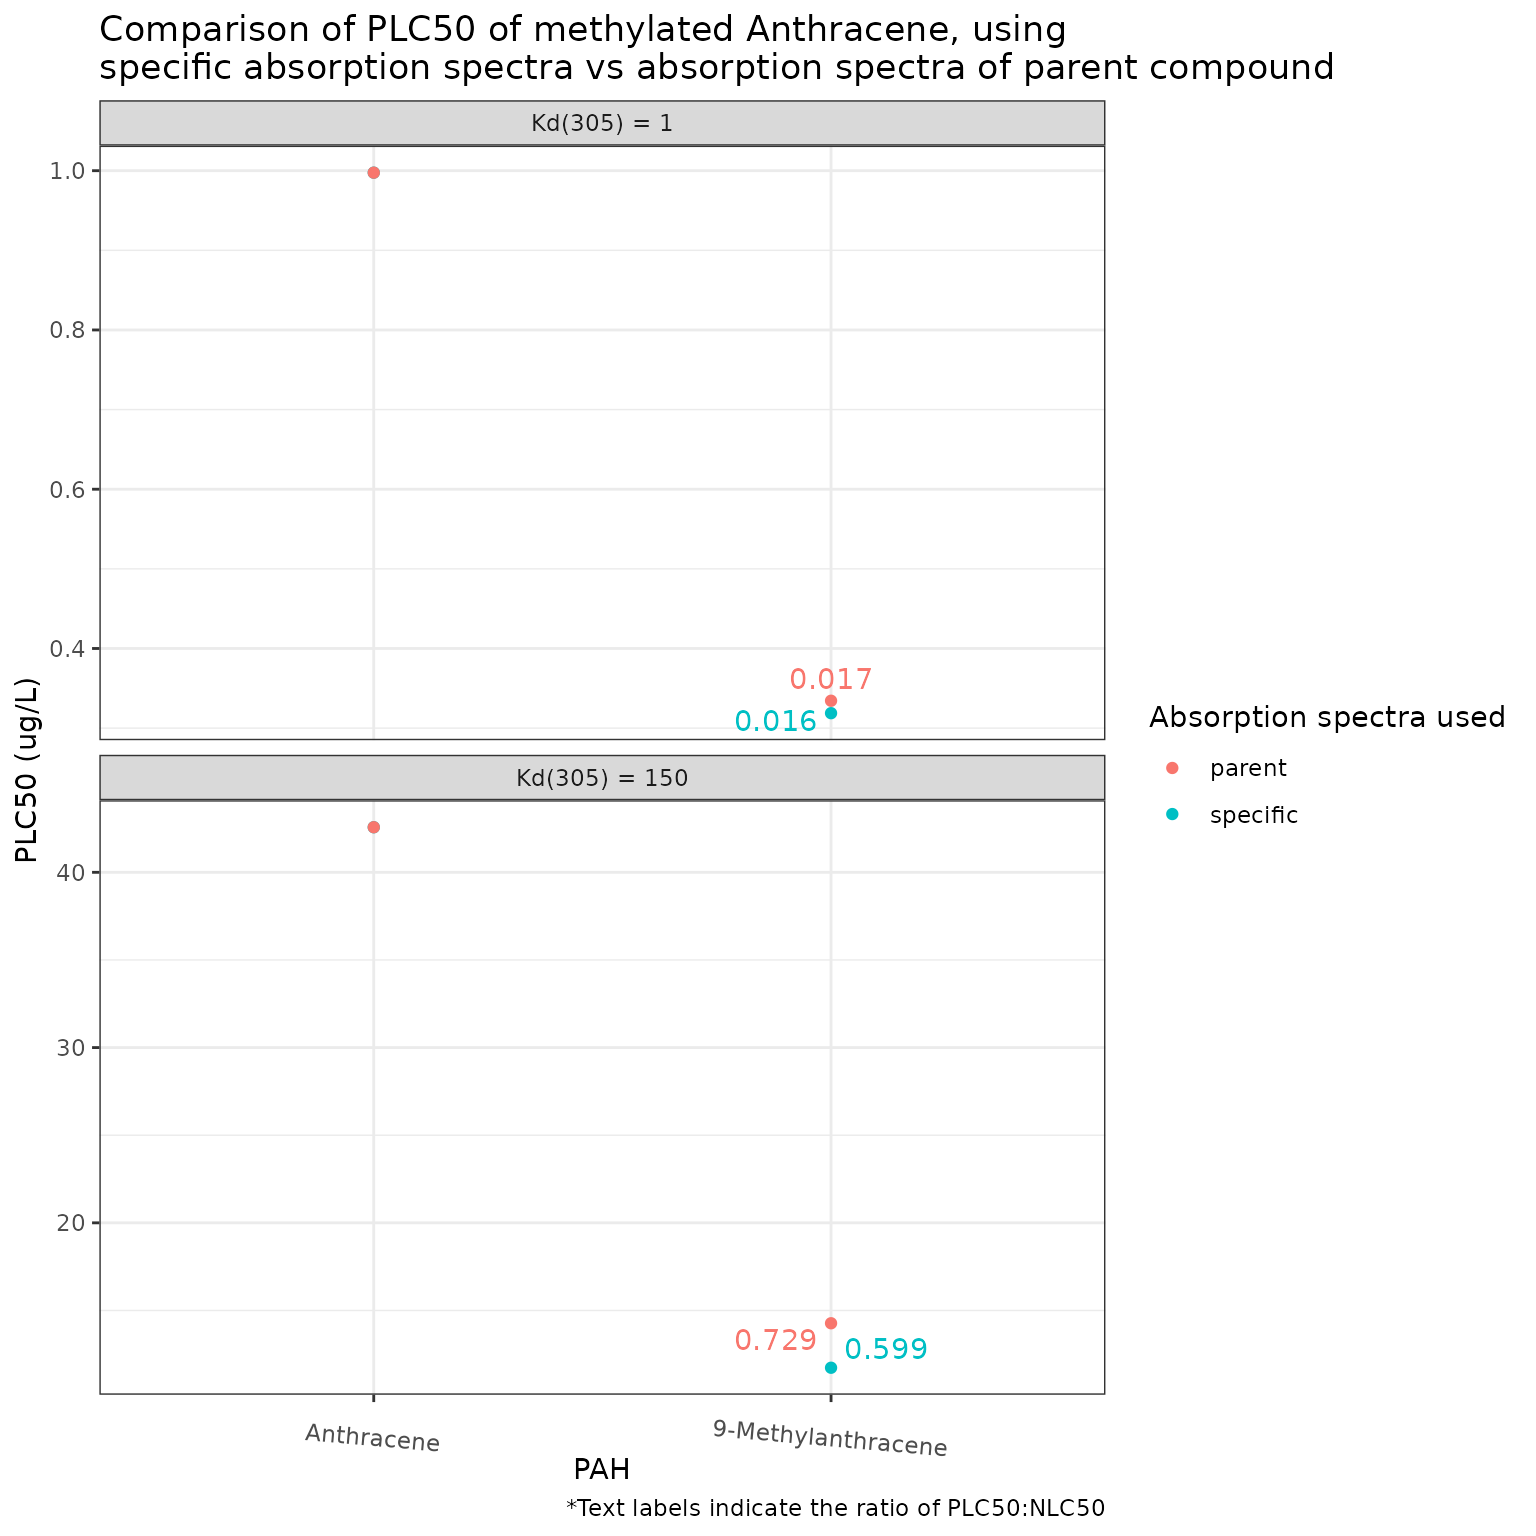 Comparison of PLC50 of methylated Anthracene, using
specific absorption spectra vs absorption spectra of parent compound
Kd(305) = 1
1.0
0.8
0.6
0.4
0.017
0.016
PLC50 (ug/L)
Kd(305) = 150
40
30
20
0.729
0.599
Anthracene
9-Methylanthracene
PAH
*Text labels indicate the ratio of PLC50:NLC50
Absorption spectra used
parent
specific